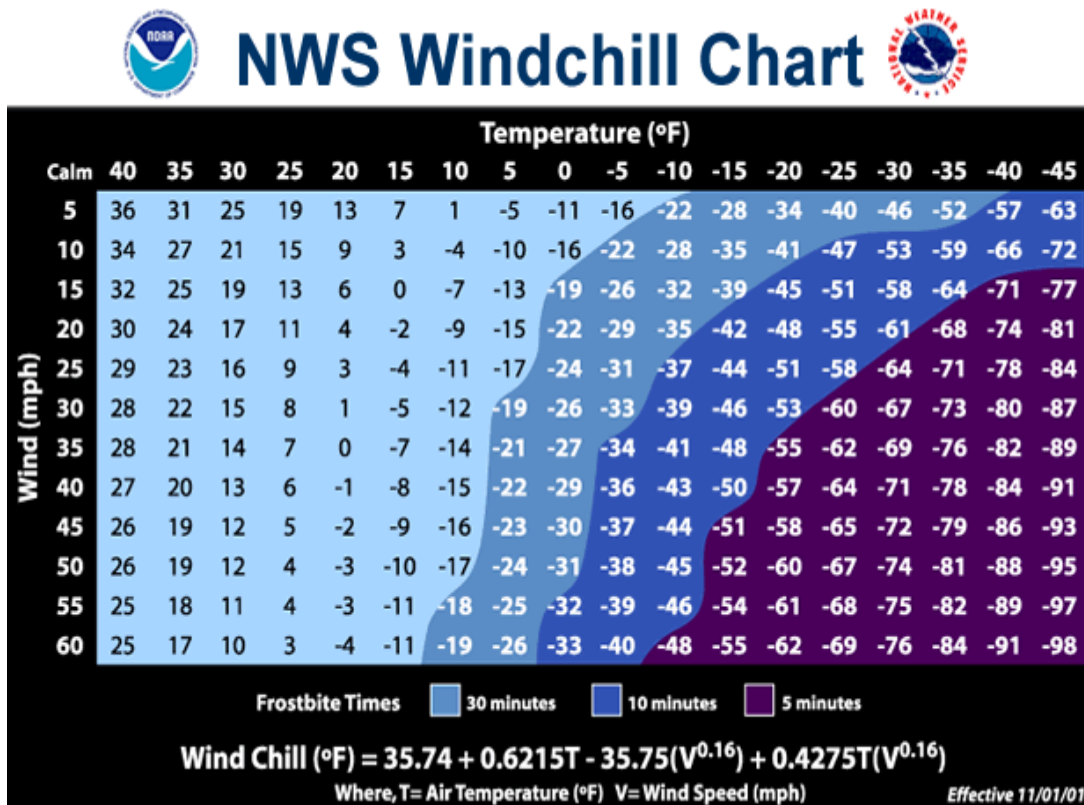 NOAA
NWS Windchill Chart
NATIONAL WEATHER SERVICE
Temperature (ºF)
Calm 40 35 30 25 20 15 10 5 0 -5 -10 -15 -20 -25 -30 -35 -40 -45
Wind (mph)
5 36 31 25 19 13 7 1 -5 -11 -16 -22 -28 -34 -40 -46 -52 -57 -63
10 34 27 21 15 9 3 -4 -10 -16 -22 -28 -35 -41 -47 -53 -59 -66 -72
15 32 25 19 13 6 0 -7 -13 -19 -26 -32 -39 -45 -51 -58 -64 -71 -77
20 30 24 17 11 4 -2 -9 -15 -22 -29 -35 -42 -48 -55 -61 -68 -74 -81
25 29 23 16 9 3 -4 -11 -17 -24 -31 -37 -44 -51 -58 -64 -71 -78 -84
30 28 22 15 8 1 -5 -12 -19 -26 -33 -39 -46 -53 -60 -67 -73 -80 -87
35 28 21 14 7 0 -7 -14 -21 -27 -34 -41 -48 -55 -62 -69 -76 -82 -89
40 27 20 13 6 -1 -8 -15 -22 -29 -36 -43 -50 -57 -64 -71 -78 -84 -91
45 26 19 12 5 -2 -9 -16 -23 -30 -37 -44 -51 -58 -65 -72 -79 -86 -93
50 26 19 12 4 -3 -10 -17 -24 -31 -38 -45 -52 -60 -67 -74 -81 -88 -95
55 25 18 11 4 -3 -11 -18 -25 -32 -39 -46 -54 -61 -68 -75 -82 -89 -97
60 25 17 10 3 -4 -11 -19 -26 -33 -40 -48 -55 -62 -69 -76 -84 -91 -98
Frostbite Times 30 minutes 10 minutes 5 minutes
Wind Chill (ºF) = 35.74 + 0.6215T - 35.75(V^0.16) + 0.4275T(V^0.16)
Where, T= Air Temperature (ºF) V= Wind Speed (mph)
Effective 11/01/01